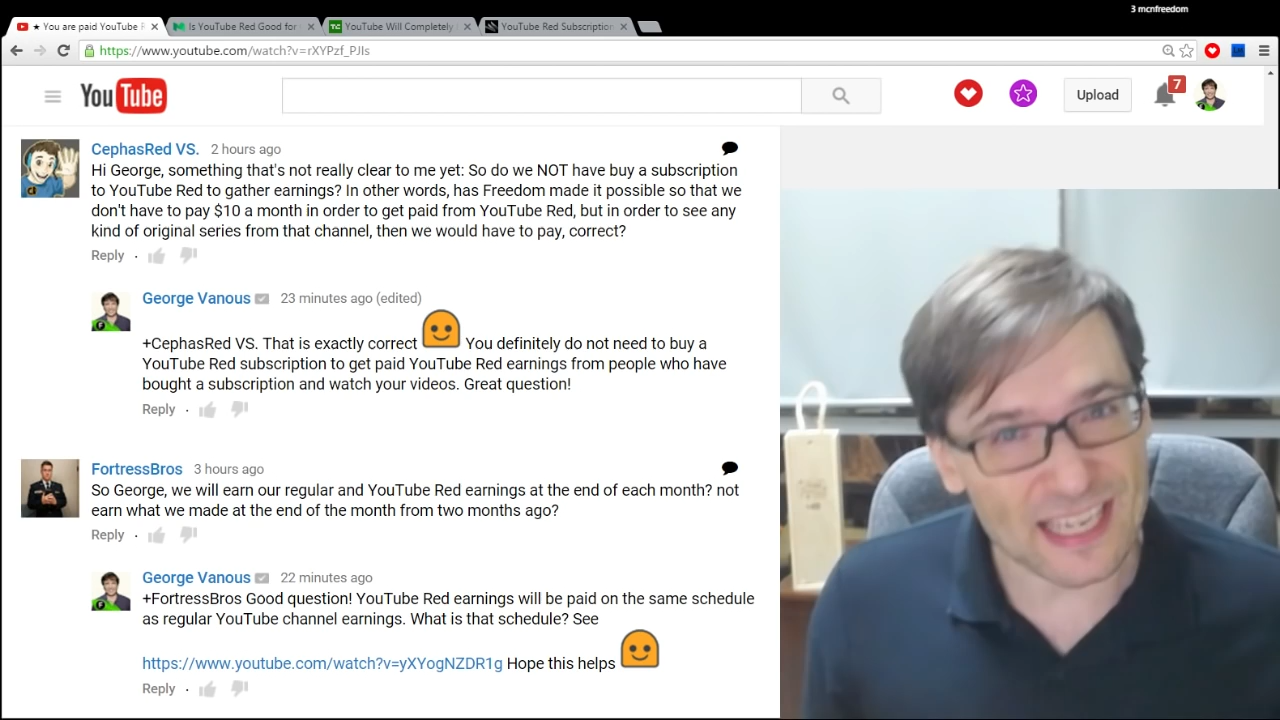 3 mcnfreedom
★ You are paid YouTube R
Is YouTube Red Good for
YouTube Will Completely
YouTube Red Subscription
https://www.youtube.com/watch?v=rXYPzf_PJIs
YouTube
Upload
7
CephasRed VS. 2 hours ago
Hi George, something that's not really clear to me yet: So do we NOT have buy a subscription
to YouTube Red to gather earnings? In other words, has Freedom made it possible so that we
don't have to pay $10 a month in order to get paid from YouTube Red, but in order to see any
kind of original series from that channel, then we would have to pay, correct?
Reply
George Vanous 23 minutes ago (edited)
+CephasRed VS. That is exactly correct You definitely do not need to buy a
YouTube Red subscription to get paid YouTube Red earnings from people who have
bought a subscription and watch your videos. Great question!
Reply
FortressBros 3 hours ago
So George, we will earn our regular and YouTube Red earnings at the end of each month? not
earn what we made at the end of the month from two months ago?
Reply
George Vanous 22 minutes ago
+FortressBros Good question! YouTube Red earnings will be paid on the same schedule
as regular YouTube channel earnings. What is that schedule? See
https://www.youtube.com/watch?v=yXYogNZDR1g Hope this helps
Reply